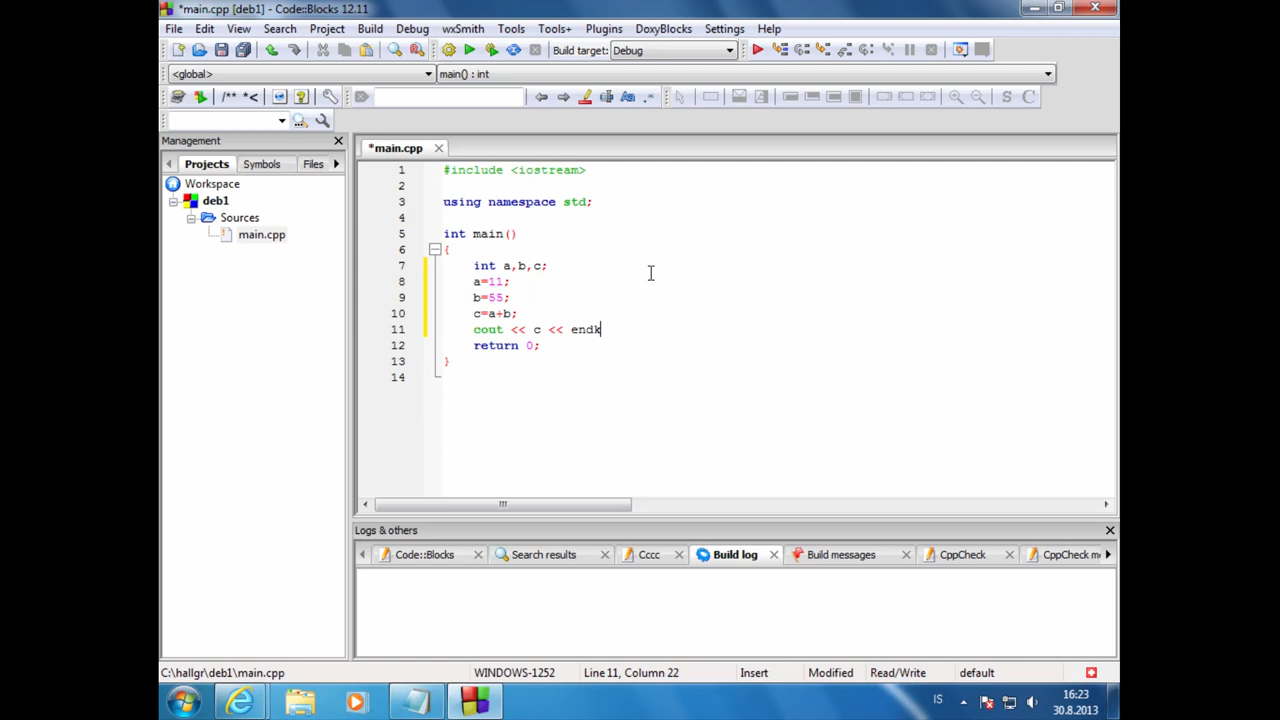 *main.cpp [deb1] - Code::Blocks 12.11
File Edit View Search Project Build Debug wxSmith Tools Tools+ Plugins DoxyBlocks Settings Help
Build target: Debug
<global> main() : int
/** *<
Aa .*
S C
Management
Projects Symbols Files
Workspace
deb1
Sources
main.cpp
*main.cpp
1 #include <iostream>
2
3 using namespace std;
4
5 int main()
6 {
7 int a,b,c;
8 a=11;
9 b=55;
10 c=a+b;
11 cout << c << endk
12 return 0;
13 }
14
Logs & others
Code::Blocks Search results Cccc Build log Build messages CppCheck CppCheck me
C:\hallgr\deb1\main.cpp WINDOWS-1252 Line 11, Column 22 Insert Modified Read/Write default
IS 16:23
30.8.2013